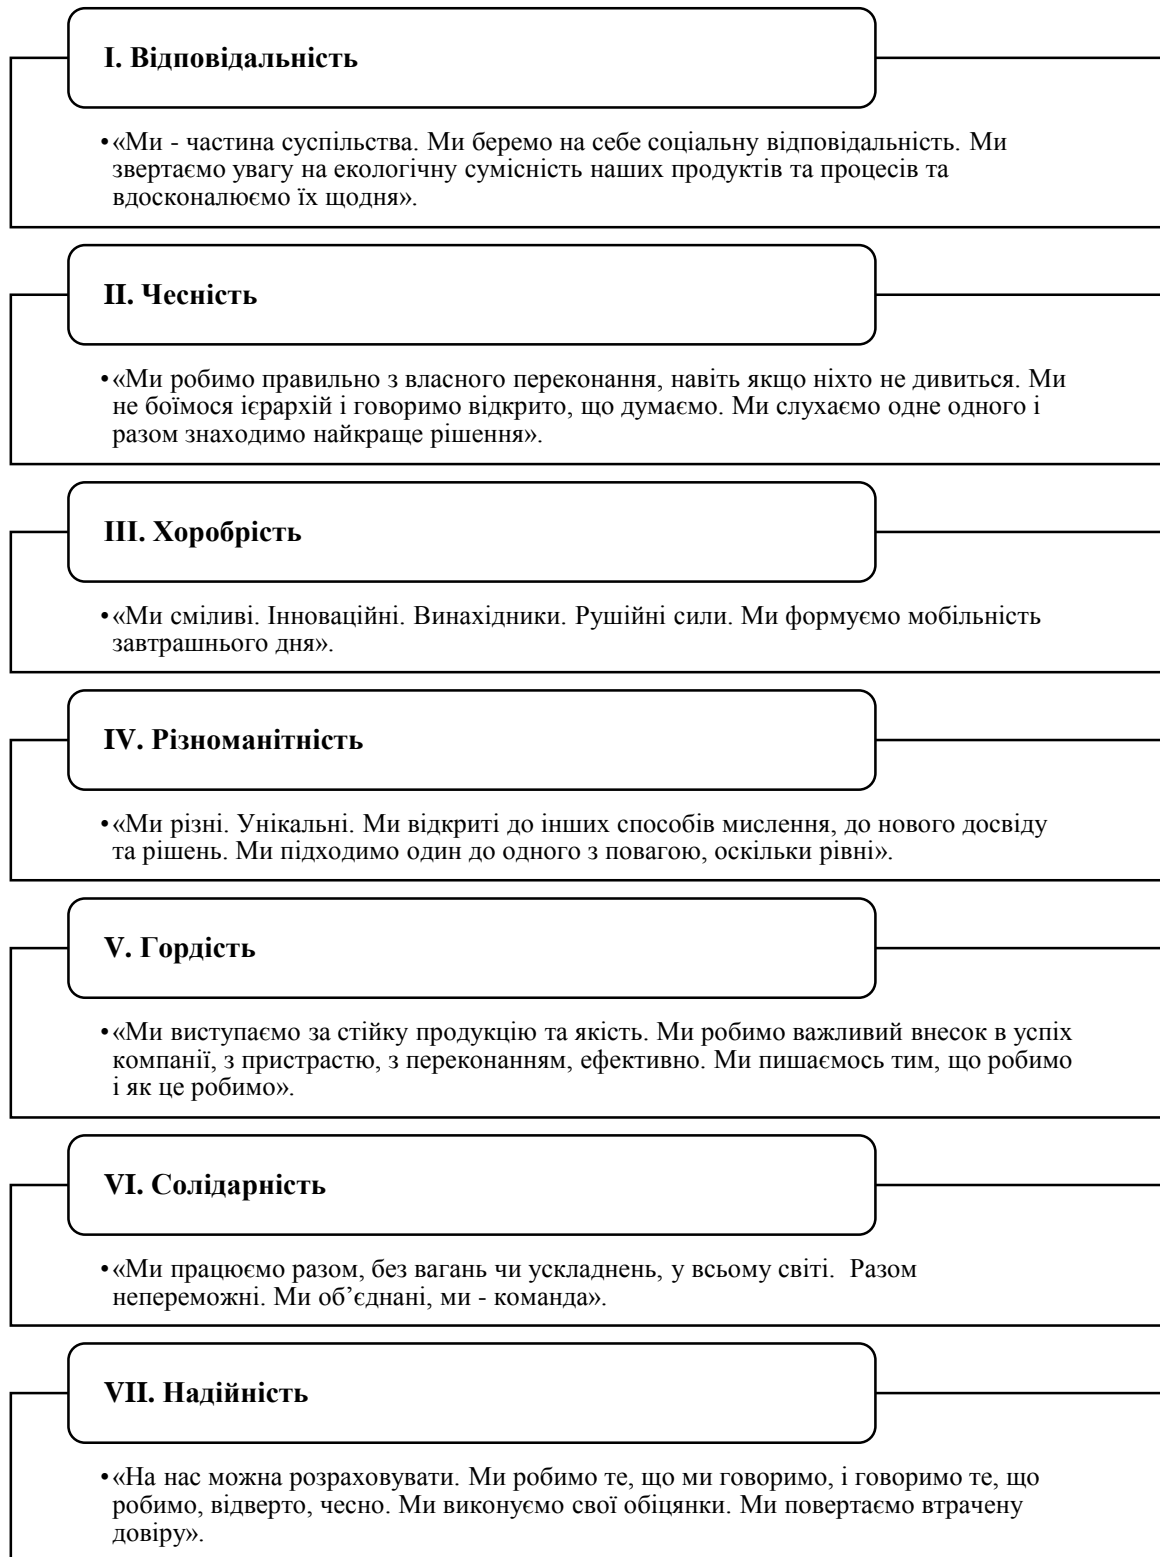 I. Відповідальність
•«Ми - частина суспільства. Ми беремо на себе соціальну відповідальність. Ми
звертаємо увагу на екологічну сумісність наших продуктів та процесів та
вдосконалюємо їх щодня».
II. Чесність
•«Ми робимо правильно з власного переконання, навіть якщо ніхто не дивиться. Ми
не боїмося ієрархій і говоримо відкрито, що думаємо. Ми слухаємо одне одного і
разом знаходимо найкраще рішення».
III. Хоробрість
•«Ми сміливі. Інноваційні. Винахідники. Рушійні сили. Ми формуємо мобільність
завтрашнього дня».
IV. Різноманітність
•«Ми різні. Унікальні. Ми відкриті до інших способів мислення, до нового досвіду
та рішень. Ми підходимо один до одного з повагою, оскільки рівні».
V. Гордість
•«Ми виступаємо за стійку продукцію та якість. Ми робимо важливий внесок в успіх
компанії, з пристрастю, з переконанням, ефективно. Ми пишаємось тим, що робимо
і як це робимо».
VI. Солідарність
•«Ми працюємо разом, без вагань чи ускладнень, у всьому світі.  Разом
непереможні. Ми об’єднані, ми - команда».
VII. Надійність
•«На нас можна розраховувати. Ми робимо те, що ми говоримо, і говоримо те, що
робимо, відверто, чесно. Ми виконуємо свої обіцянки. Ми повертаємо втрачену
довіру».